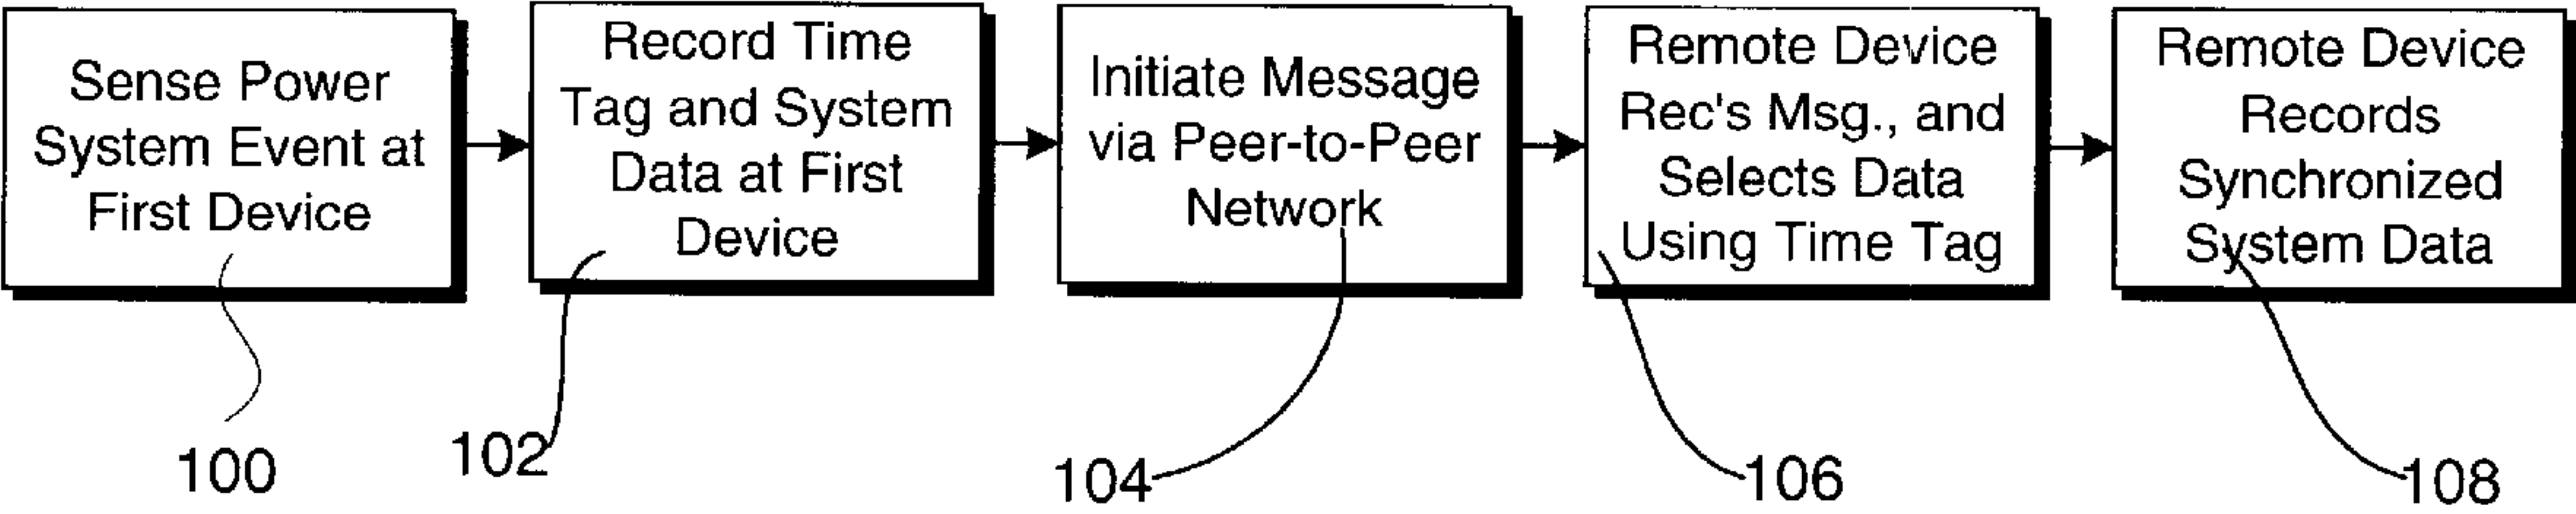 Sense Power
System Event at
First Device
Record Time
Tag and System
Data at First
Device
Initiate Message
via Peer-to-Peer
Network
Remote Device
Rec's Msg., and
Selects Data
Using Time Tag
Remote Device
Records
Synchronized
System Data
100
102
104
106
108